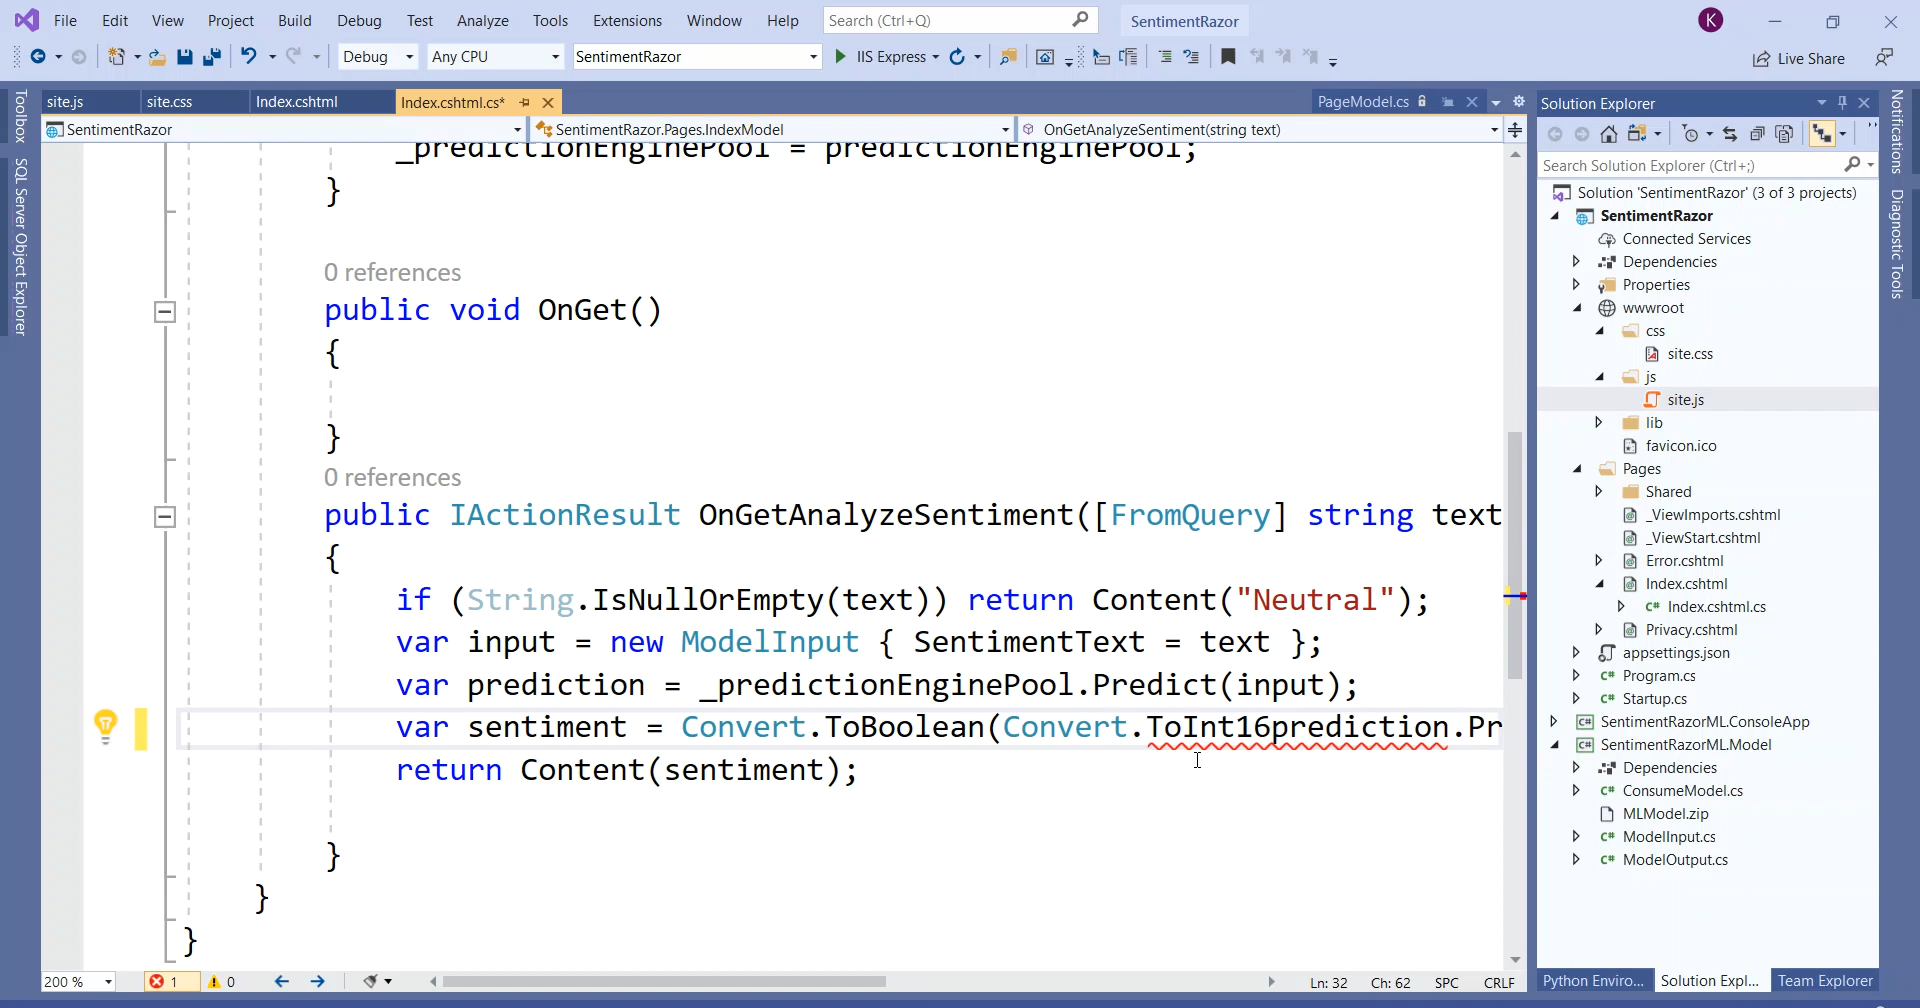 File Edit View Project Build Debug Test Analyze Tools Extensions Window Help Search (Ctrl+Q) SentimentRazor K
Debug Any CPU SentimentRazor IIS Express Live Share
site.js site.css Index.cshtml Index.cshtml.cs* PageModel.cs
SentimentRazor SentimentRazor.Pages.IndexModel OnGetAnalyzeSentiment(string text)
Toolbox
SQL Server Object Explorer
_predictionEnginePool = predictionEnginePool;
}
0 references
public void OnGet()
{
}
0 references
public IActionResult OnGetAnalyzeSentiment([FromQuery] string text
{
if (String.IsNullOrEmpty(text)) return Content("Neutral");
var input = new ModelInput { SentimentText = text };
var prediction = _predictionEnginePool.Predict(input);
var sentiment = Convert.ToBoolean(Convert.ToInt16prediction.Pr
return Content(sentiment);
}
}
}
200 % 1 0 Ln: 32 Ch: 62 SPC CRLF
Solution Explorer
Search Solution Explorer (Ctrl+;)
Solution 'SentimentRazor' (3 of 3 projects)
SentimentRazor
Connected Services
Dependencies
Properties
wwwroot
css
site.css
js
site.js
lib
favicon.ico
Pages
Shared
_ViewImports.cshtml
_ViewStart.cshtml
Error.cshtml
Index.cshtml
C# Index.cshtml.cs
Privacy.cshtml
appsettings.json
C# Program.cs
C# Startup.cs
C# SentimentRazorML.ConsoleApp
C# SentimentRazorML.Model
Dependencies
C# ConsumeModel.cs
MLModel.zip
C# ModelInput.cs
C# ModelOutput.cs
Python Enviro... Solution Expl... Team Explorer
Notifications
Diagnostic Tools